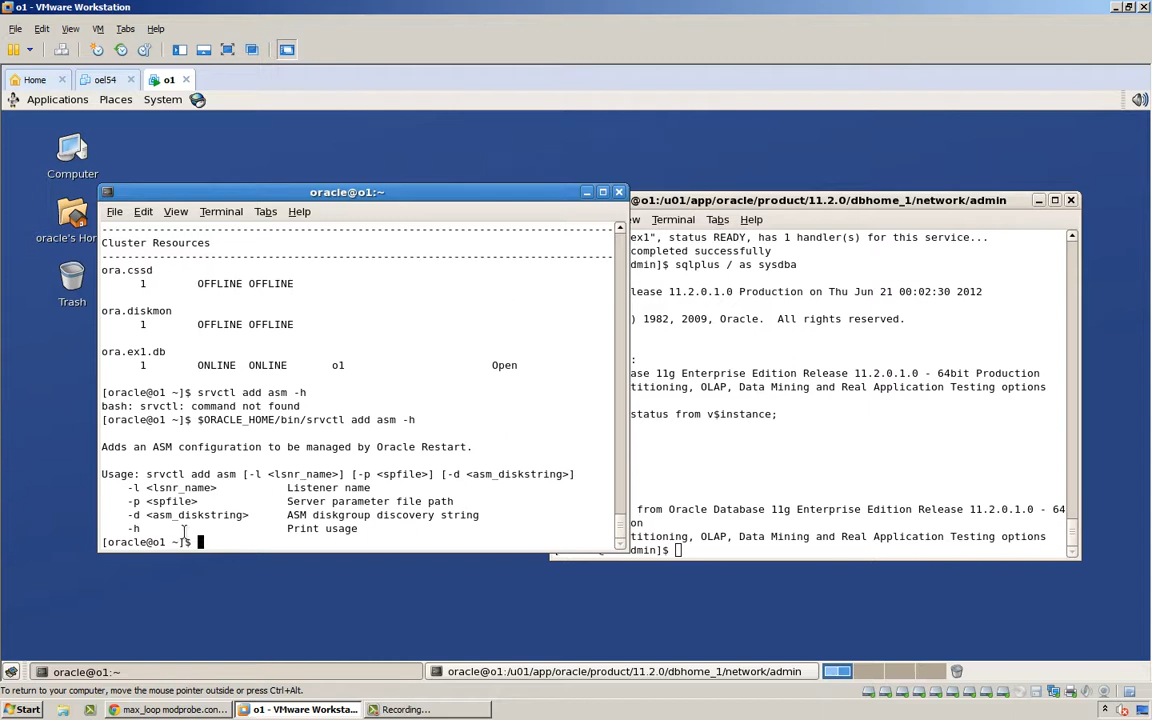 o1 - VMware Workstation
File Edit View VM Tabs Help
Home oel54 o1
Applications Places System
Computer
oracle's Hor
Trash
oracle@o1:~
File Edit View Terminal Tabs Help
--------------------------------------------------------------------------------
Cluster Resources
--------------------------------------------------------------------------------
ora.cssd
1 OFFLINE OFFLINE
ora.diskmon
1 OFFLINE OFFLINE
ora.ex1.db
1 ONLINE ONLINE o1 Open
[oracle@o1 ~]$ srvctl add asm -h
bash: srvctl: command not found
[oracle@o1 ~]$ $ORACLE_HOME/bin/srvctl add asm -h
Adds an ASM configuration to be managed by Oracle Restart.
Usage: srvctl add asm [-l <lsnr_name>] [-p <spfile>] [-d <asm_diskstring>]
-l <lsnr_name> Listener name
-p <spfile> Server parameter file path
-d <asm_diskstring> ASM diskgroup discovery string
-h Print usage
[oracle@o1 ~]$
@o1:/u01/app/oracle/product/11.2.0/dbhome_1/network/admin
ew Terminal Tabs Help
ex1", status READY, has 1 handler(s) for this service...
completed successfully
dmin]$ sqlplus / as sysdba
lease 11.2.0.1.0 Production on Thu Jun 21 00:02:30 2012
) 1982, 2009, Oracle. All rights reserved.
:
ase 11g Enterprise Edition Release 11.2.0.1.0 - 64bit Production
titioning, OLAP, Data Mining and Real Application Testing options
status from v$instance;
from Oracle Database 11g Enterprise Edition Release 11.2.0.1.0 - 64
on
titioning, OLAP, Data Mining and Real Application Testing options
dmin]$
oracle@o1:~ oracle@o1:/u01/app/oracle/product/11.2.0/dbhome_1/network/admin
To return to your computer, move the mouse pointer outside or press Ctrl+Alt.
Start max_loop modprobe.con... o1 - VMware Worksta... Recording...